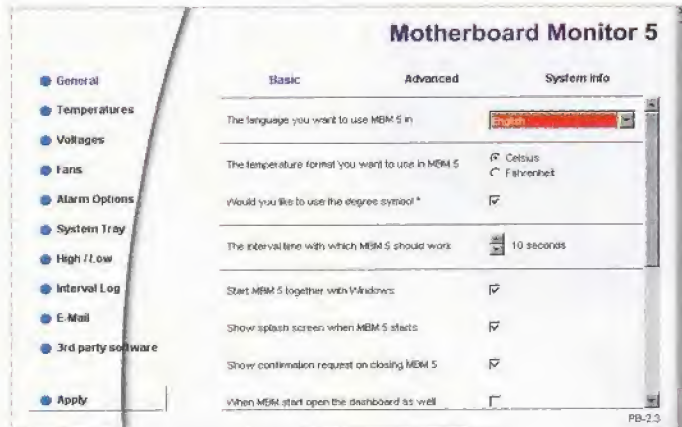 Motherboard Monitor 5
General
Temperatures
Voltages
Fans
Alarm Options
System Tray
High / Low
Interval Log
E-Mail
3rd party software
Apply
Basic Advanced System Info
The language you want to use MBM 5 in English
The temperature format you want to use in MBM 5 Celsius
Fahrenheit
Would you like to use the degree symbol °
The interval time with which MBM 5 should work 10 seconds
Start MBM 5 together with Windows
Show splash screen when MBM 5 starts
Show confirmation request on closing MBM 5
When MBM start open the dashboard as well
PB-2.3